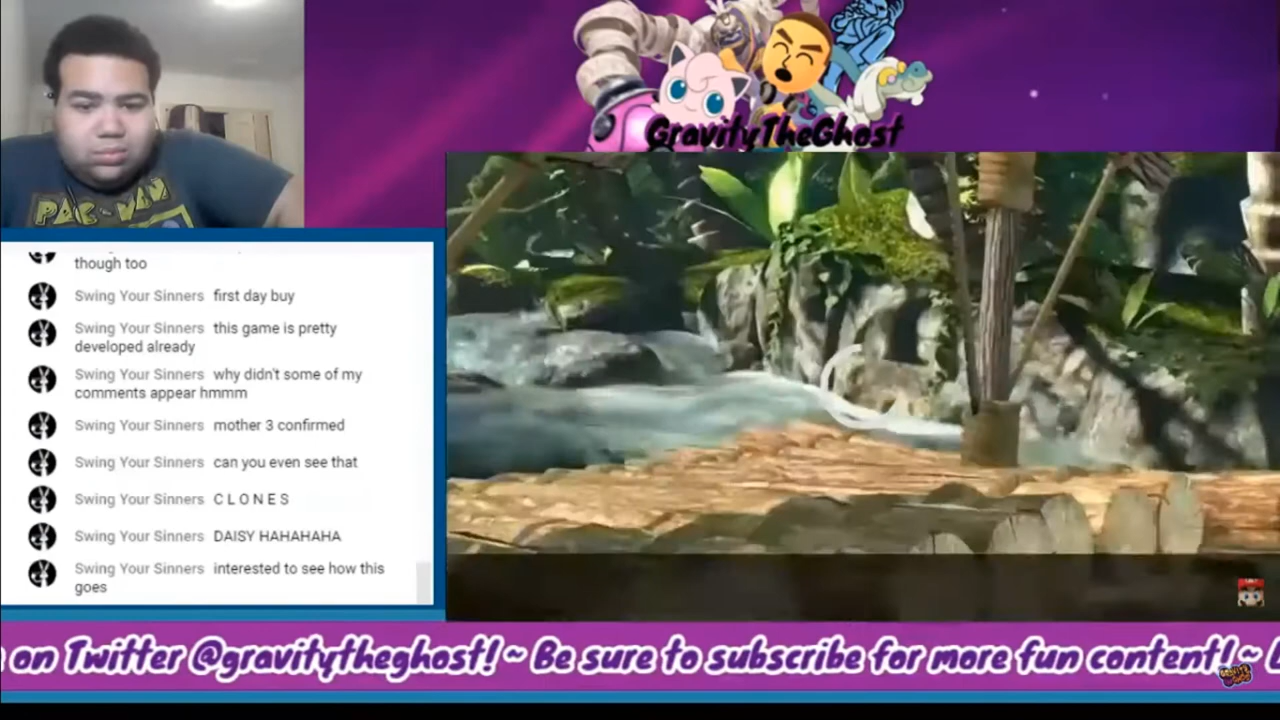 GravityTheGhost
PAC-MAN
though too
Swing Your Sinners first day buy
Swing Your Sinners this game is pretty
developed already
Swing Your Sinners why didn't some of my
comments appear hmmm
Swing Your Sinners mother 3 confirmed
Swing Your Sinners can you even see that
Swing Your Sinners C L O N E S
Swing Your Sinners DAISY HAHAHAHA
Swing Your Sinners interested to see how this
goes
on Twitter @gravitytheghost! ~ Be sure to subscribe for more fun content! ~